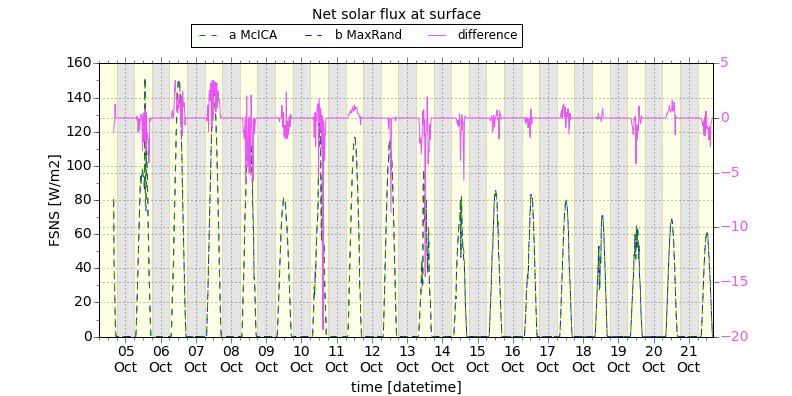 Net solar flux at surface
a McICA b MaxRand difference
160
140
120
100
80
60
40
20
0
FSNS [W/m2]
5
0
−5
−10
−15
−20
05 06 07 08 09 10 11 12 13 14 15 16 17 18 19 20 21
Oct Oct Oct Oct Oct Oct Oct Oct Oct Oct Oct Oct Oct Oct Oct Oct Oct
time [datetime]